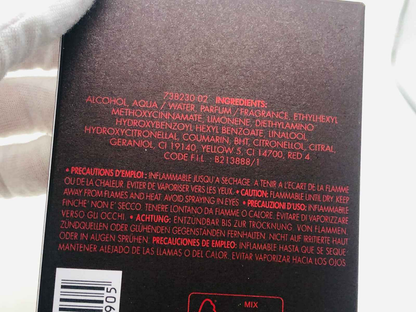 738230-02 INGREDIENTS:
ALCOHOL, AQUA / WATER, PARFUM / FRAGRANCE, ETHYLHEXYL
METHOXYCINNAMATE, LIMONENE, DIETHYLAMINO
HYDROXYBENZOYL HEXYL BENZOATE, LINALOOL,
HYDROXYCITRONELLAL, COUMARIN, BHT, CITRONELLOL, CITRAL,
GERANIOL, CI 19140, YELLOW 5, CI 14700, RED 4
CODE F.I.L : B213888/1
• PRECAUTIONS D'EMPLOI : INFLAMMABLE JUSQU'A SECHAGE. A TENIR A L'ECART DE LA FLAMME
OU DE LA CHALEUR. EVITER DE VAPORISER VERS LES YEUX. • CAUTION: FLAMMABLE UNTIL DRY. KEEP
AWAY FROM FLAMES AND HEAT. AVOID SPRAYING IN EYES. • PRECAUZIONI D'USO: INFIAMMABILE
FINCHE' NON E' SECCO. TENERE LONTANO DA FIAMME O CALORE. EVITARE DI VAPORIZZARE
VERSO GLI OCCHI. • ACHTUNG: ENTZÜNDBAR BIS ZUR TROCKNUNG. VON FLAMMEN,
ZÜNDQUELLEN ODER GLÜHENDEN GEGENSTÄNDEN FERNHALTEN. NICHT AUF IRRITIERTE HAUT
ODER IN AUGEN SPRÜHEN. PRECAUCIONES DE EMPLEO: INFLAMABLE HASTA QUE SE SEQUE.
MANTENER ALEJADO DE LAS LLAMAS O DEL CALOR. EVITAR VAPORIZAR HACIA LOS OJOS
905
MIX